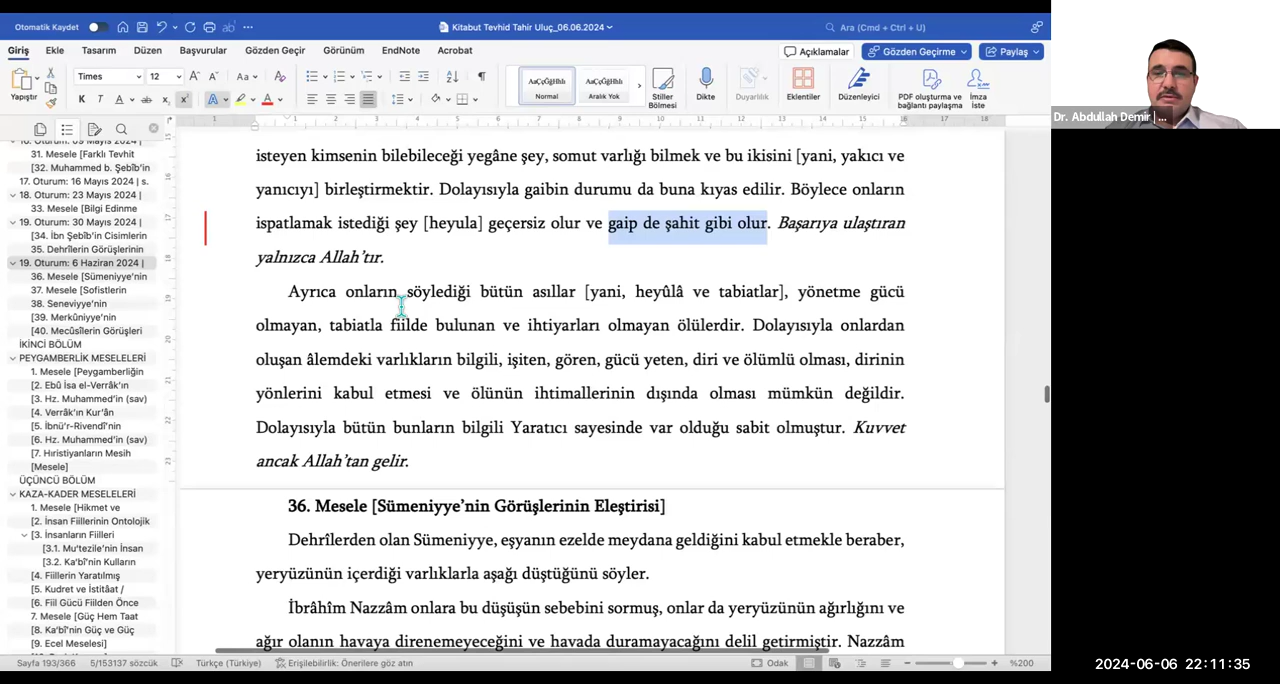 Otomatik Kaydet
Kitabut Tevhid Tahir Uluç_06.06.2024
Ara (Cmd + Ctrl + U)
Giriş Ekle Tasarım Düzen Başvurular Gözden Geçir Görünüm EndNote Acrobat
Açıklamalar Gözden Geçirme Paylaş
Yapıştır
Times 12
K T A ab x x
AaÇçĞğHhİi AaÇçĞğHhİi
Normal Aralık Yok
Stiller Bölmesi
Dikte
Duyarlılık
Eklentiler
Düzenleyici
PDF oluşturma ve bağlantı paylaşma
İmza İste
Dr. Abdullah Demir | ...
31. Mesele [Farklı Tevhit
[32. Muhammed b. Şebîb'in
17. Oturum: 16 Mayıs 2024 | s.
18. Oturum: 23 Mayıs 2024 |
33. Mesele [Bilgi Edinme
19. Oturum: 30 Mayıs 2024 |
[34. İbn Şebîb'in Cisimlerin
35. Dehrîlerin Görüşlerinin
19. Oturum: 6 Haziran 2024 |
36. Mesele [Sümeniyye'nin
37. Mesele [Sofistlerin
38. Seneviyye'nin
[39. Merkûniyye'nin
[40. Mecûsîlerin Görüşleri
İKİNCİ BÖLÜM
PEYGAMBERLİK MESELELERİ
1. Mesele [Peygamberliğin
[2. Ebû İsa el-Verrâk'ın
[3. Hz. Muhammed'in (sav)
[4. Verrâk'ın Kur'ân
[5. İbnü'r-Rivendî'nin
[6. Hz. Muhammed'in (sav)
[7. Hıristiyanların Mesih
[Mesele]
ÜÇÜNCÜ BÖLÜM
KAZA-KADER MESELELERİ
1. Mesele [Hikmet ve
[2. İnsan Fiillerinin Ontolojik
[3. İnsanların Fiilleri
[3.1. Mu'tezile'nin İnsan
[3.2. Ka'bî'nin Kulların
[4. Fiillerin Yaratılmış
[5. Kudret ve İstitâat /
[6. Fiil Gücü Fiilden Önce
7. Mesele [Güç Hem Taat
[8. Ka'bî'nin Güç ve Güç
[9. Ecel Meselesi]
isteyen kimsenin bilebileceği yegâne şey, somut varlığı bilmek ve bu ikisini [yani, yakıcı ve
yanıcıyı] birleştirmektir. Dolayısıyla gaibin durumu da buna kıyas edilir. Böylece onların
ispatlamak istediği şey [heyula] geçersiz olur ve gaip de şahit gibi olur. Başarıya ulaştıran
yalnızca Allah'tır.
Ayrıca onların söylediği bütün asıllar [yani, heyûlâ ve tabiatlar], yönetme gücü
olmayan, tabiatla fiilde bulunan ve ihtiyarları olmayan ölülerdir. Dolayısıyla onlardan
oluşan âlemdeki varlıkların bilgili, işiten, gören, gücü yeten, diri ve ölümlü olması, dirinin
yönlerini kabul etmesi ve ölünün ihtimallerinin dışında olması mümkün değildir.
Dolayısıyla bütün bunların bilgili Yaratıcı sayesinde var olduğu sabit olmuştur. Kuvvet
ancak Allah'tan gelir.
36. Mesele [Sümeniyye'nin Görüşlerinin Eleştirisi]
Dehrîlerden olan Sümeniyye, eşyanın ezelde meydana geldiğini kabul etmekle beraber,
yeryüzünün içerdiği varlıklarla aşağı düştüğünü söyler.
İbrâhîm Nazzâm onlara bu düşüşün sebebini sormuş, onlar da yeryüzünün ağırlığını ve
ağır olanın havaya direnemeyeceğini ve havada duramayacağını delil getirmiştir. Nazzâm
Sayfa 193/366 5/153137 sözcük Türkçe (Türkiye) Erişilebilirlik: Önerilere göz atın Odak %200
2024-06-06 22:11:35